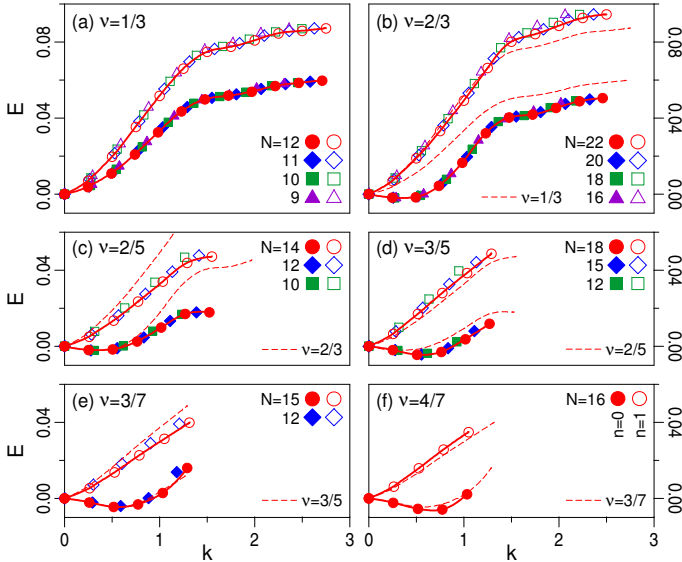 (a) ν=1/3
(b) ν=2/3
0.08
0.04
0.00
E
N=12
11
10
9
N=22
20
18
16
ν=1/3
0.08
0.04
0.00
(c) ν=2/5
(d) ν=3/5
0.04
0.00
E
N=14
12
10
ν=2/3
N=18
15
12
ν=2/5
0.04
0.00
(e) ν=3/7
(f) ν=4/7
0.04
0.00
E
N=15
12
ν=3/5
N=16
n=0
n=1
ν=3/7
0.04
0.00
0 1 2 3
0 1 2 3
k
k